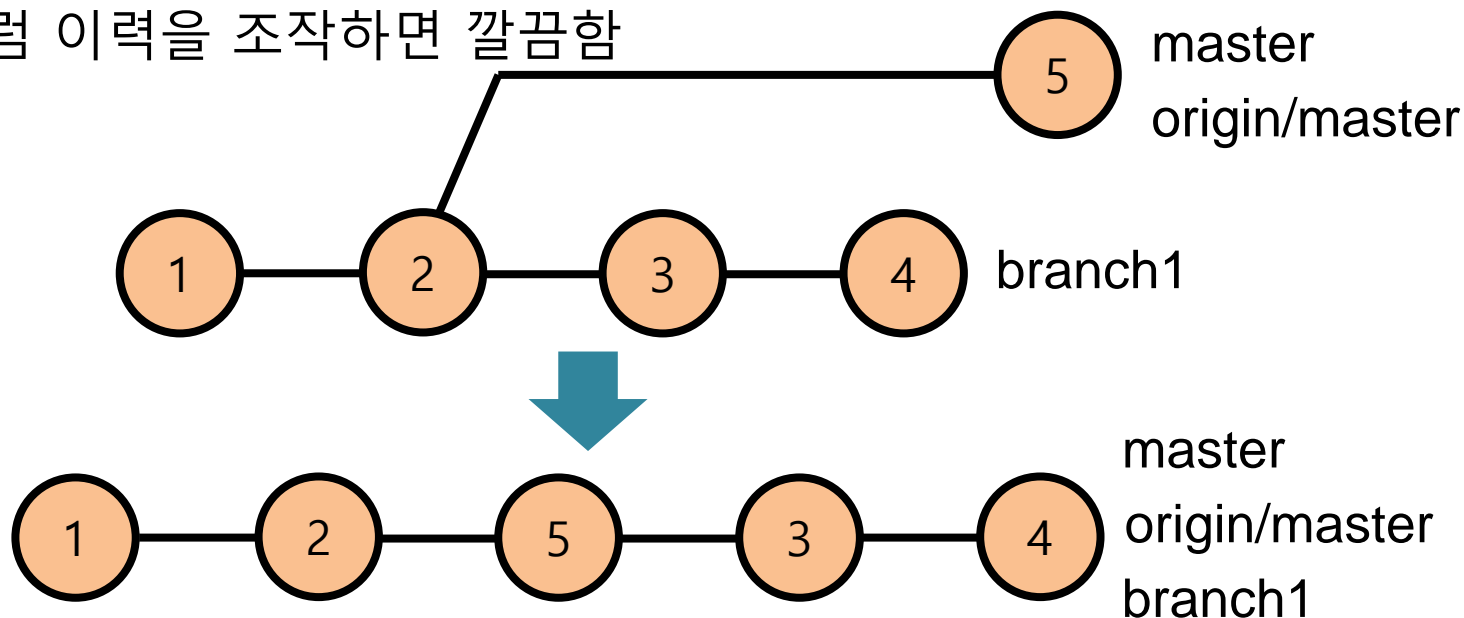 럼 이력을 조작하면 깔끔함
5
master
origin/master
1 2 3 4 branch1
1 2 5 3 4
master
origin/master
branch1